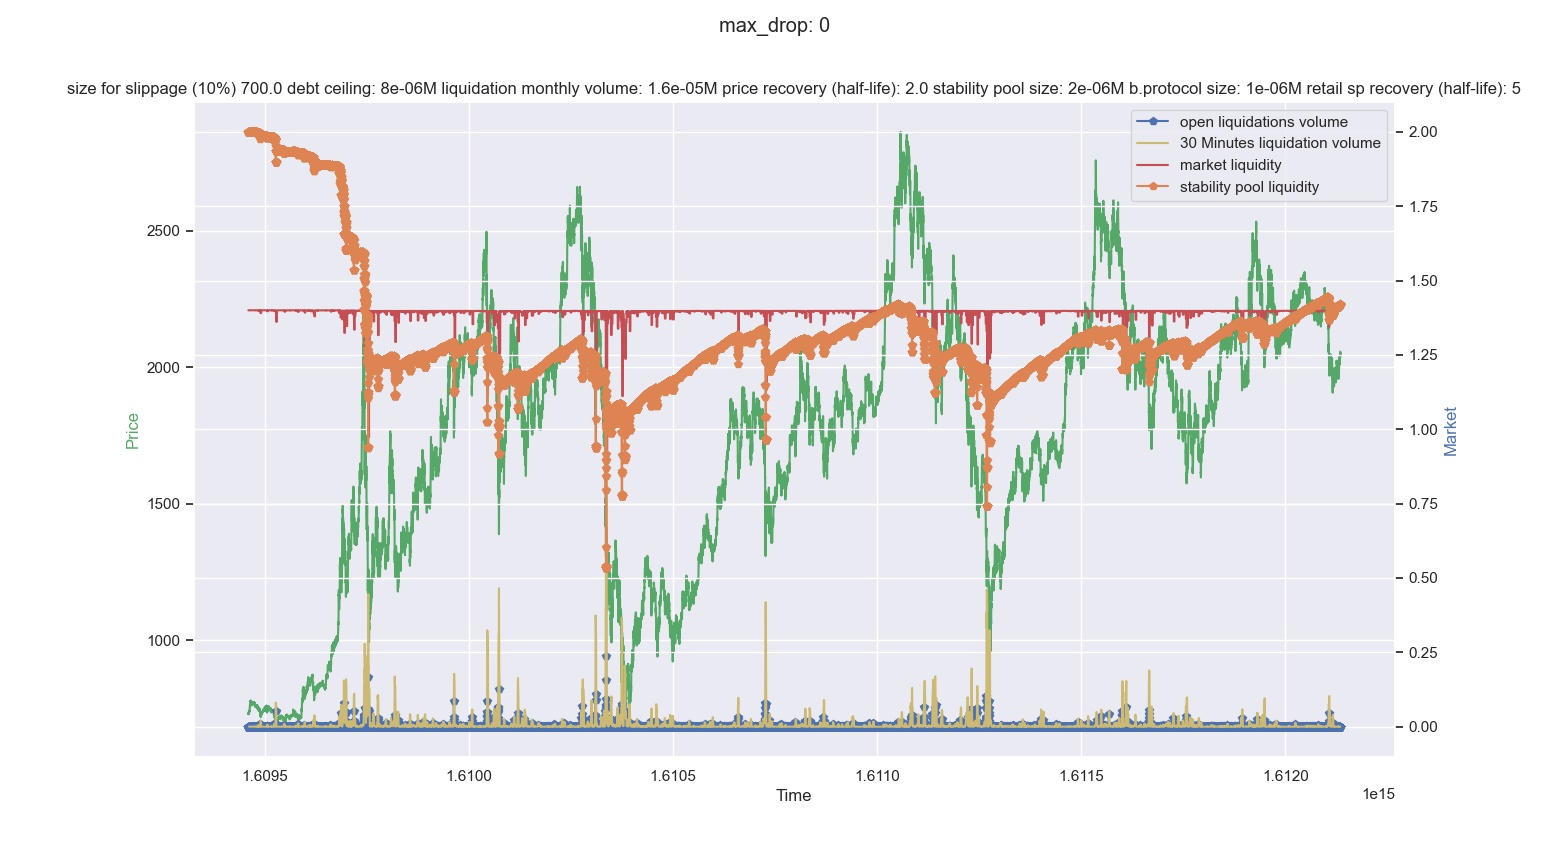 max_drop: 0
size for slippage (10%) 700.0 debt ceiling: 8e-06M liquidation monthly volume: 1.6e-05M price recovery (half-life): 2.0 stability pool size: 2e-06M b.protocol size: 1e-06M retail sp recovery (half-life): 5
open liquidations volume
30 Minutes liquidation volume
market liquidity
stability pool liquidity
2500
2000
1500
1000
Price
2.00
1.75
1.50
1.25
1.00
0.75
0.50
0.25
0.00
Market
1.6095
1.6100
1.6105
1.6110
1.6115
1.6120
Time
1e15